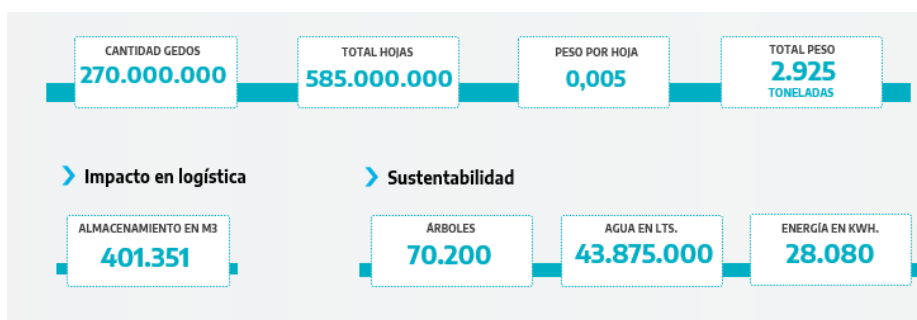 CANTIDAD GEDOS
270.000.000
TOTAL HOJAS
585.000.000
PESO POR HOJA
0,005
TOTAL PESO
2.925
TONELADAS
Impacto en logística
ALMACENAMIENTO EN M3
401.351
Sustentabilidad
ÁRBOLES
70.200
AGUA EN LTS.
43.875.000
ENERGÍA EN KWH.
28.080